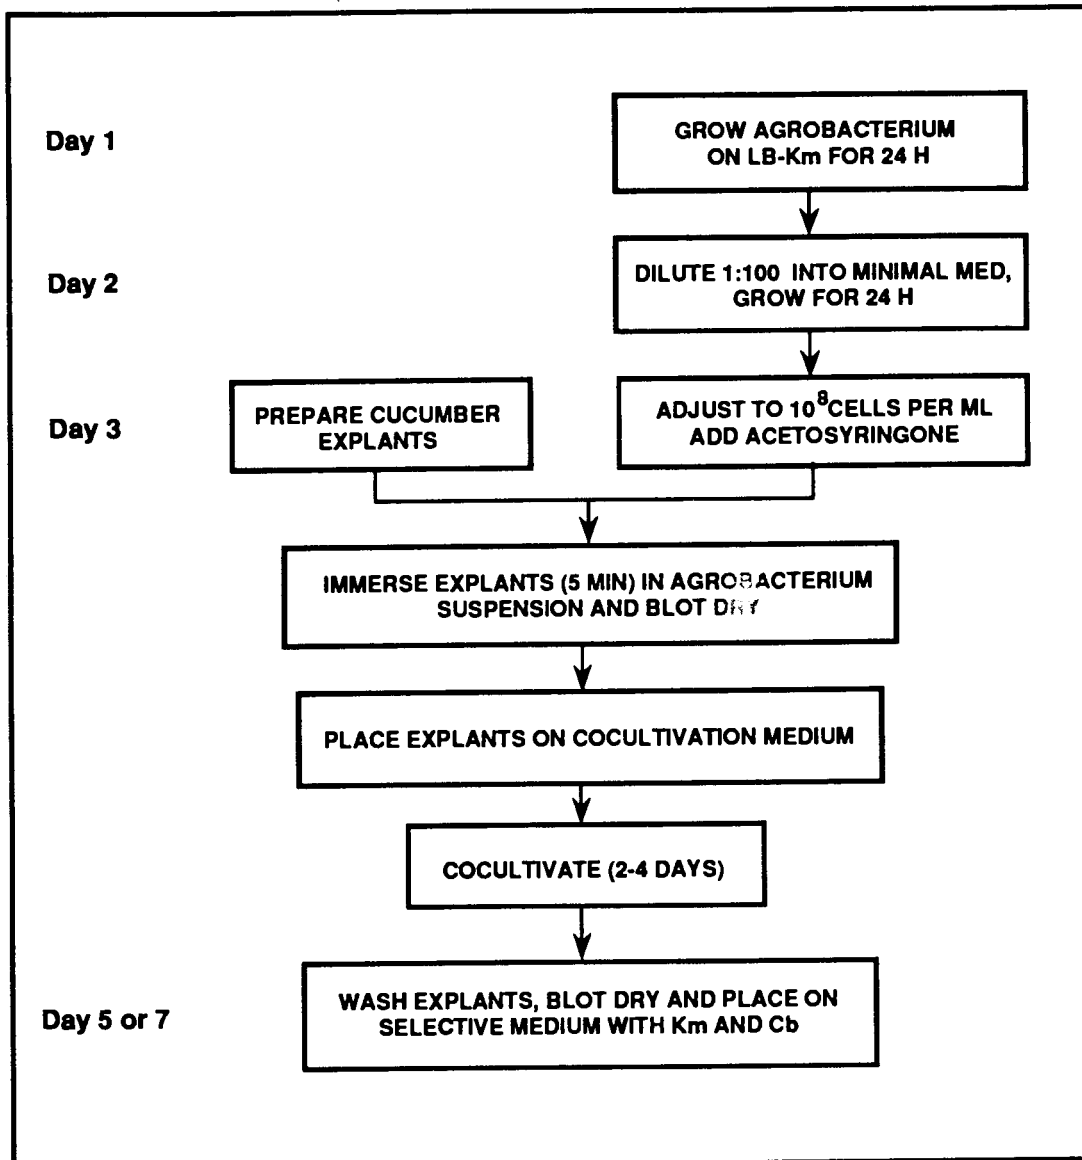 Day 1
GROW AGROBACTERIUM
ON LB-Km FOR 24 H
Day 2
DILUTE 1:100 INTO MINIMAL MED,
GROW FOR 24 H
Day 3
PREPARE CUCUMBER
EXPLANTS
ADJUST TO 10⁸ CELLS PER ML
ADD ACETOSYRINGONE
IMMERSE EXPLANTS (5 MIN) IN AGROBACTERIUM
SUSPENSION AND BLOT DRY
PLACE EXPLANTS ON COCULTIVATION MEDIUM
COCULTIVATE (2-4 DAYS)
Day 5 or 7
WASH EXPLANTS, BLOT DRY AND PLACE ON
SELECTIVE MEDIUM WITH Km AND Cb